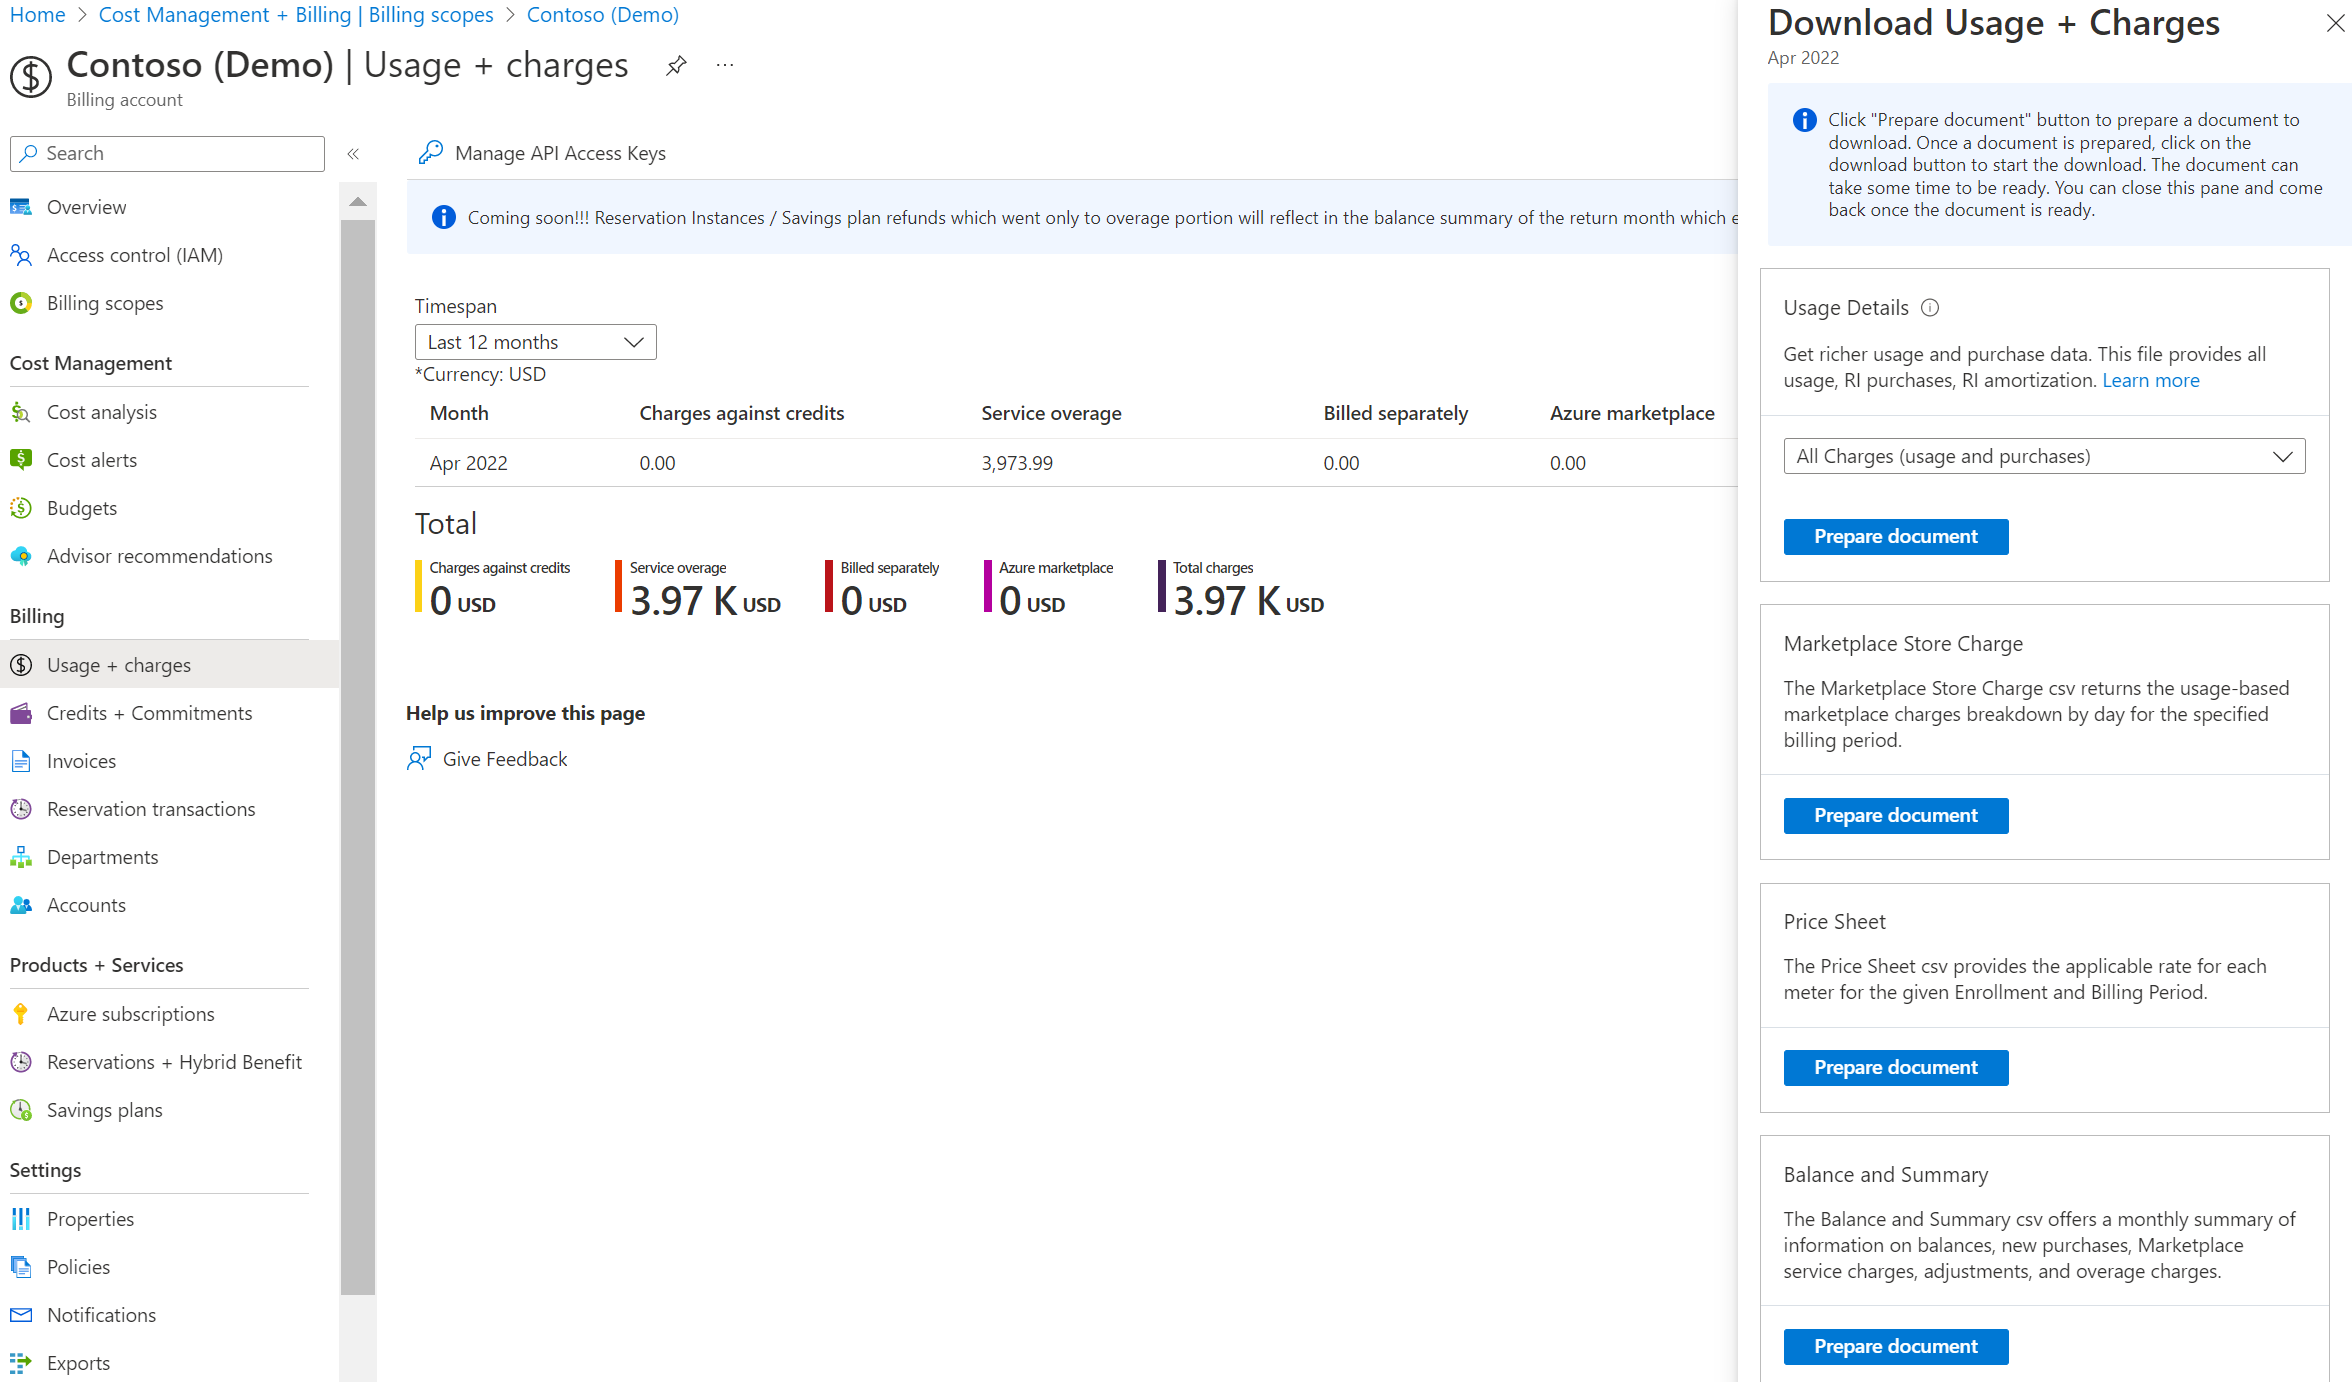 Home > Cost Management + Billing | Billing scopes > Contoso (Demo)
Contoso (Demo) | Usage + charges
Billing account
Search
Overview
Access control (IAM)
Billing scopes
Cost Management
Cost analysis
Cost alerts
Budgets
Advisor recommendations
Billing
Usage + charges
Credits + Commitments
Invoices
Reservation transactions
Departments
Accounts
Products + Services
Azure subscriptions
Reservations + Hybrid Benefit
Savings plans
Settings
Properties
Policies
Notifications
Exports
Manage API Access Keys
Coming soon!!! Reservation Instances / Savings plan refunds which went only to overage portion will reflect in the balance summary of the return month which
Timespan
Last 12 months
*Currency: USD
Month Charges against credits Service overage Billed separately Azure marketplace
Apr 2022 0.00 3,973.99 0.00 0.00
Total
Charges against credits Service overage Billed separately Azure marketplace Total charges
0 USD 3.97 K USD 0 USD 0 USD 3.97 K USD
Help us improve this page
Give Feedback
Download Usage + Charges
Apr 2022
Click "Prepare document" button to prepare a document to
download. Once a document is prepared, click on the
download button to start the download. The document can
take some time to be ready. You can close this pane and come
back once the document is ready.
Usage Details
Get richer usage and purchase data. This file provides all
usage, RI purchases, RI amortization. Learn more
All Charges (usage and purchases)
Prepare document
Marketplace Store Charge
The Marketplace Store Charge csv returns the usage-based
marketplace charges breakdown by day for the specified
billing period.
Prepare document
Price Sheet
The Price Sheet csv provides the applicable rate for each
meter for the given Enrollment and Billing Period.
Prepare document
Balance and Summary
The Balance and Summary csv offers a monthly summary of
information on balances, new purchases, Marketplace
service charges, adjustments, and overage charges.
Prepare document